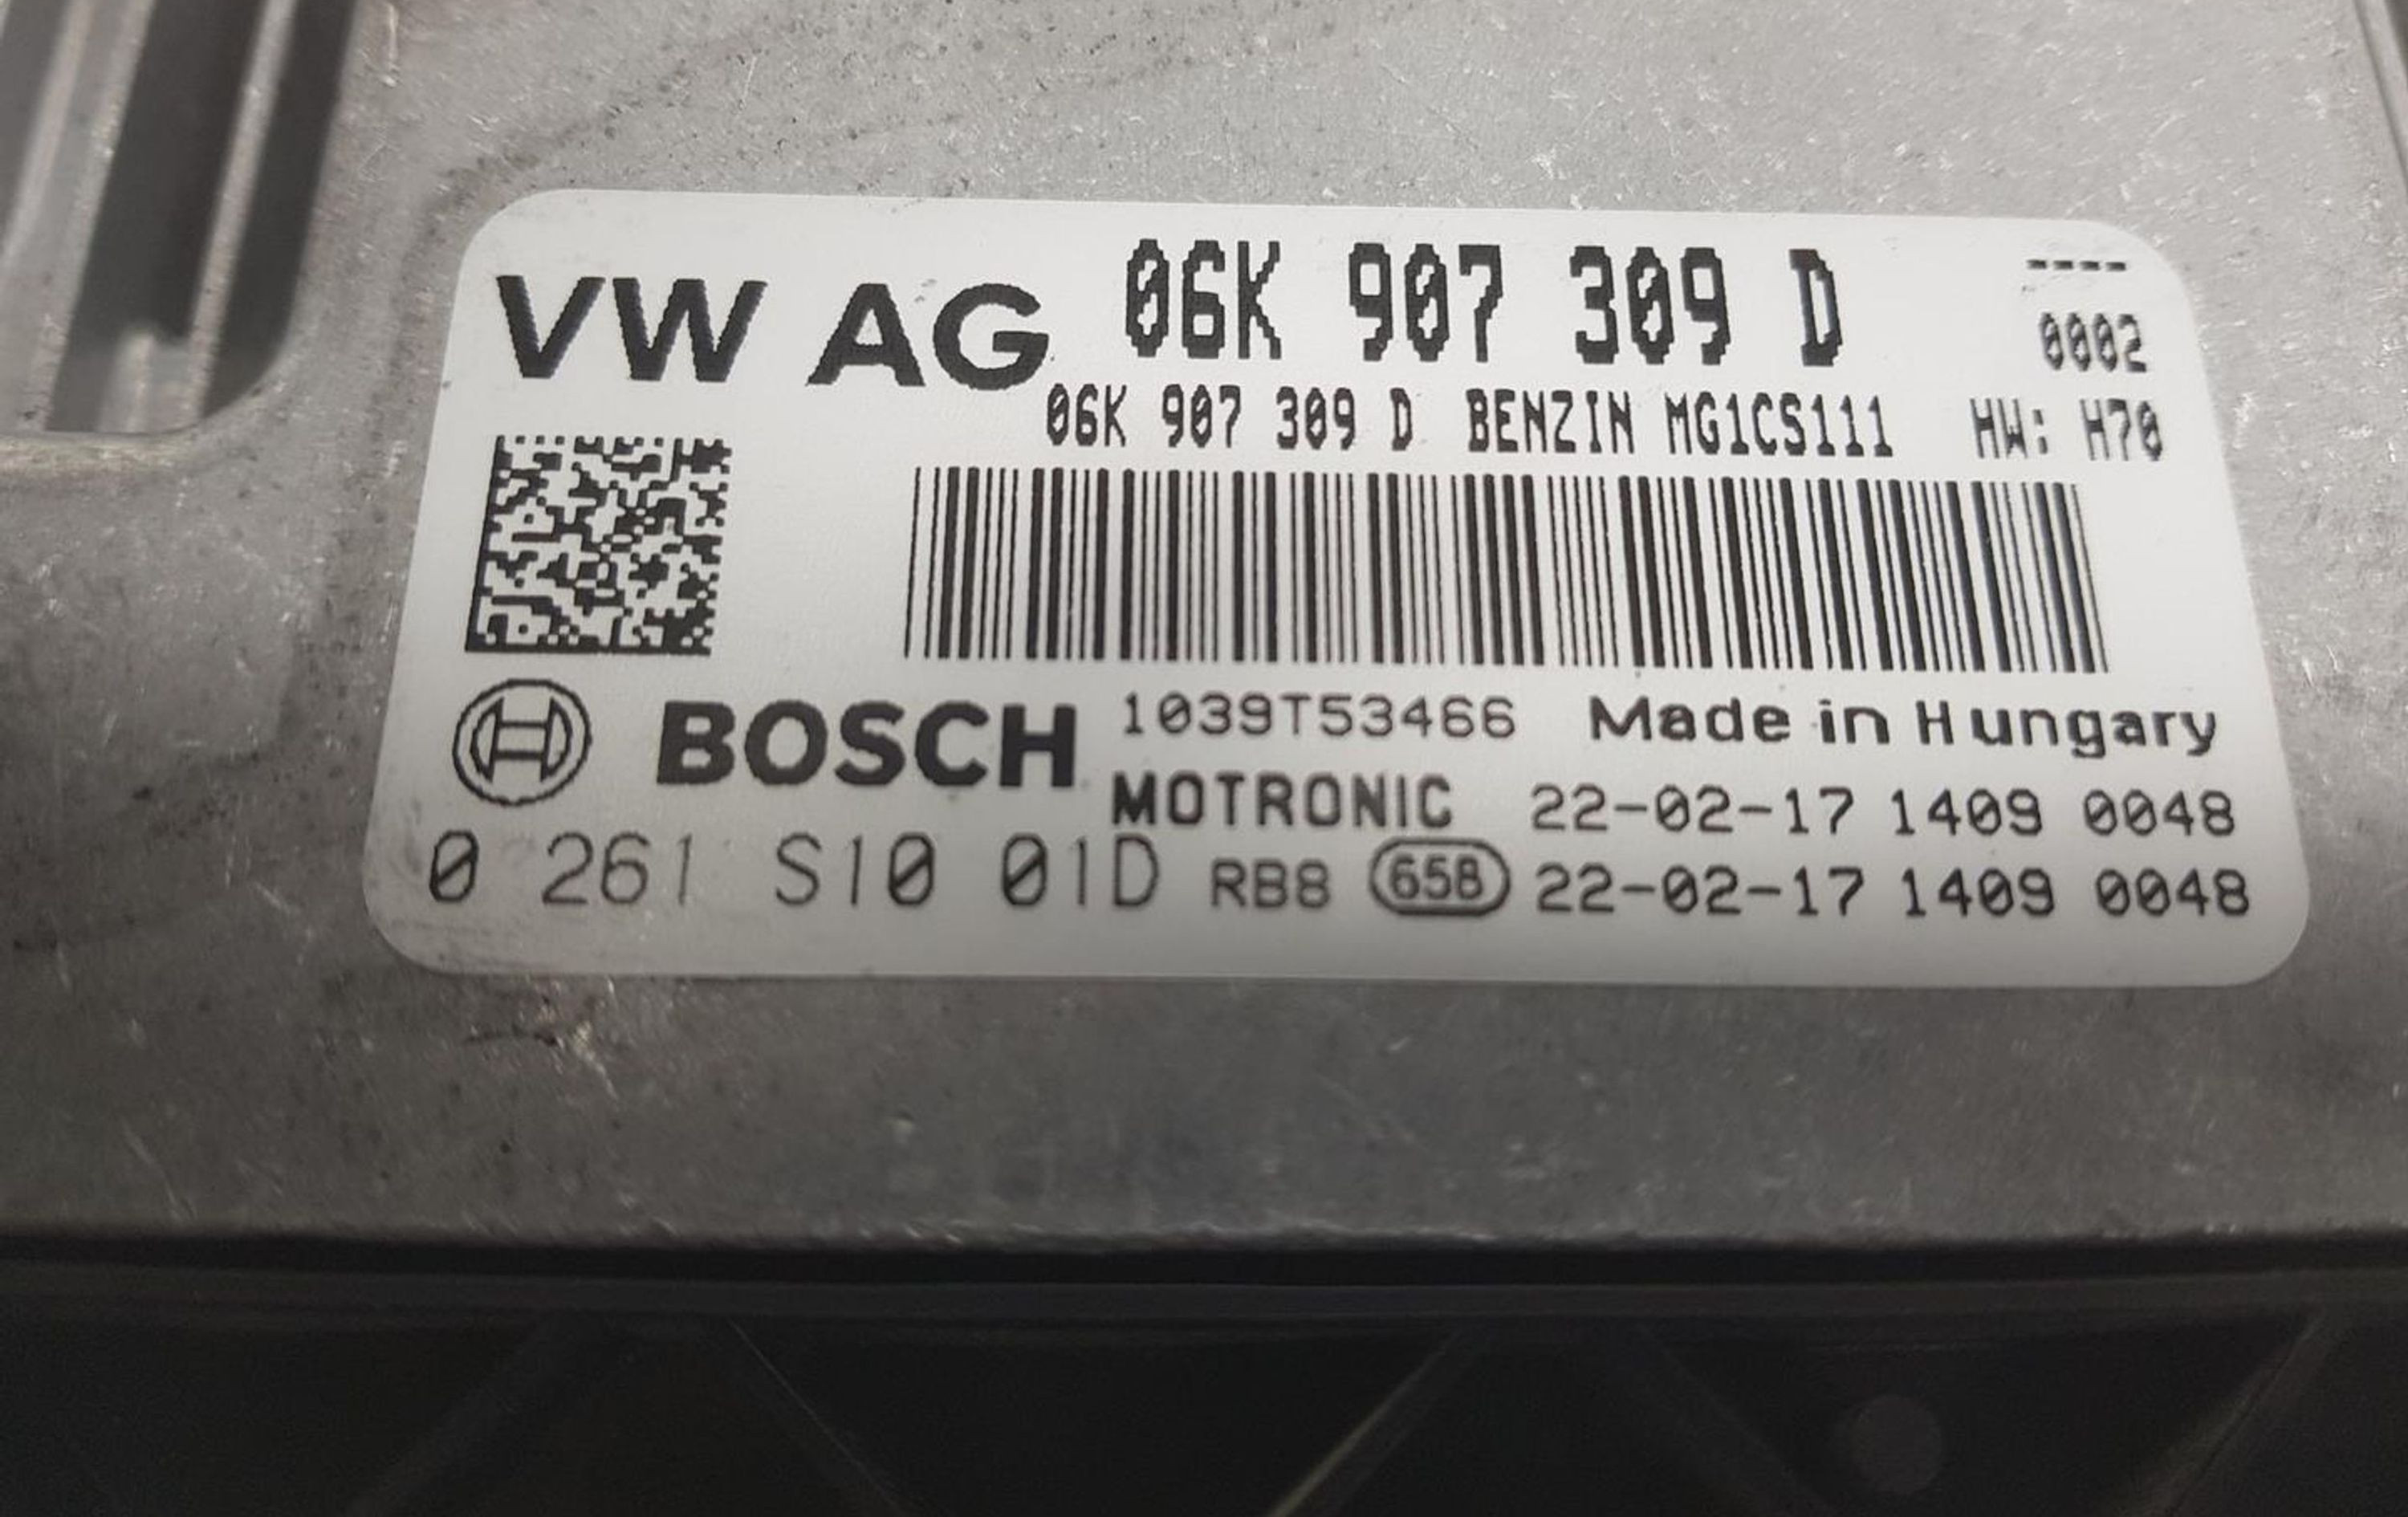 VW AG 06K 907 309 D ----
0002
06K 907 309 D BENZIN MG1CS111 HW: H70
BOSCH 1039T53466 Made in Hungary
MOTRONIC 22-02-17 1409 0048
0 261 S10 01D RB8 658 22-02-17 1409 0048